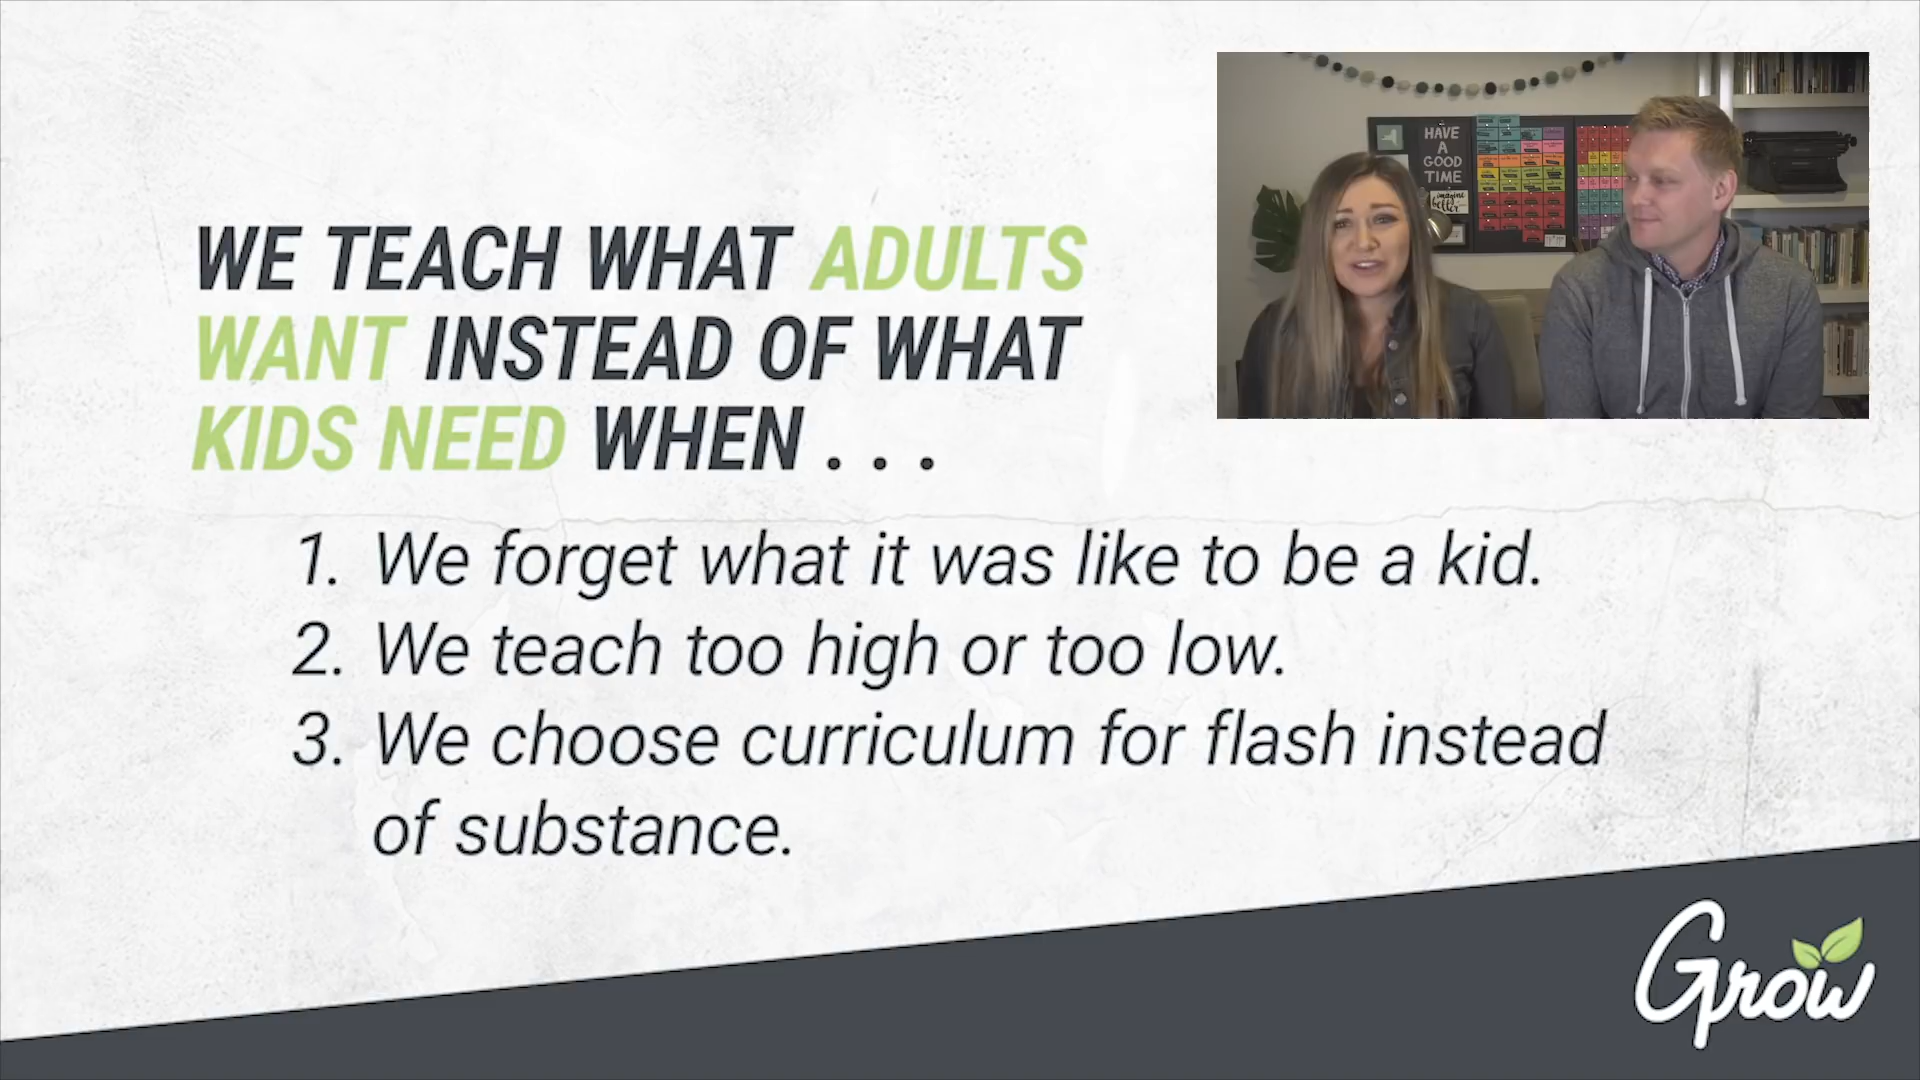 WE TEACH WHAT ADULTS
WANT INSTEAD OF WHAT
KIDS NEED WHEN . . .
1. We forget what it was like to be a kid.
2. We teach too high or too low.
3. We choose curriculum for flash instead
of substance.
HAVE
A
GOOD
TIME
imagine
better
Grow